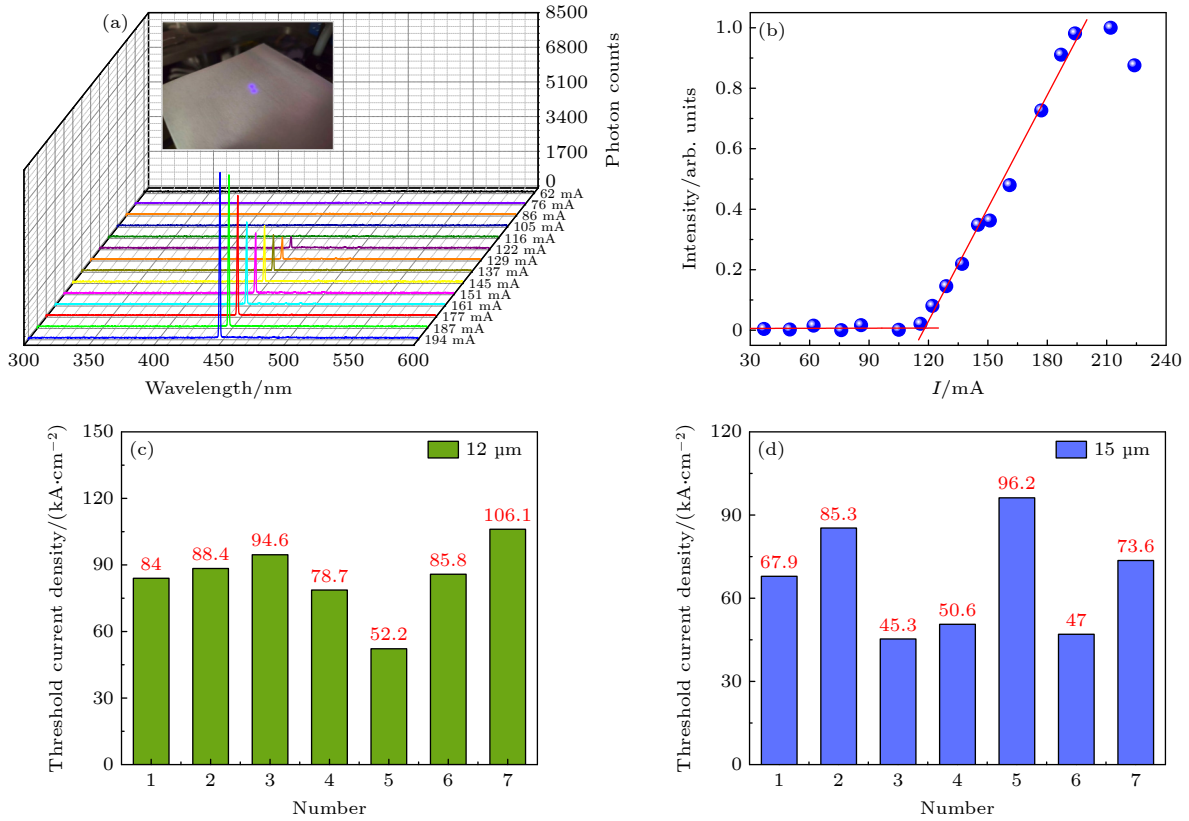 (a)
8500
6800
5100
3400
1700
0
Photon counts
62 mA
76 mA
86 mA
105 mA
116 mA
122 mA
129 mA
137 mA
145 mA
151 mA
161 mA
177 mA
187 mA
194 mA
300 350 400 450 500 550 600
Wavelength/nm
(b)
1.0
0.8
0.6
0.4
0.2
0
Intensity/arb. units
30 60 90 120 150 180 210 240
I/mA
(c)
12 µm
150
120
90
60
30
0
Threshold current density/(kA·cm⁻²)
84 88.4 94.6 78.7 52.2 85.8 106.1
1 2 3 4 5 6 7
Number
(d)
15 µm
120
90
60
30
0
Threshold current density/(kA·cm⁻²)
67.9 85.3 45.3 50.6 96.2 47 73.6
1 2 3 4 5 6 7
Number